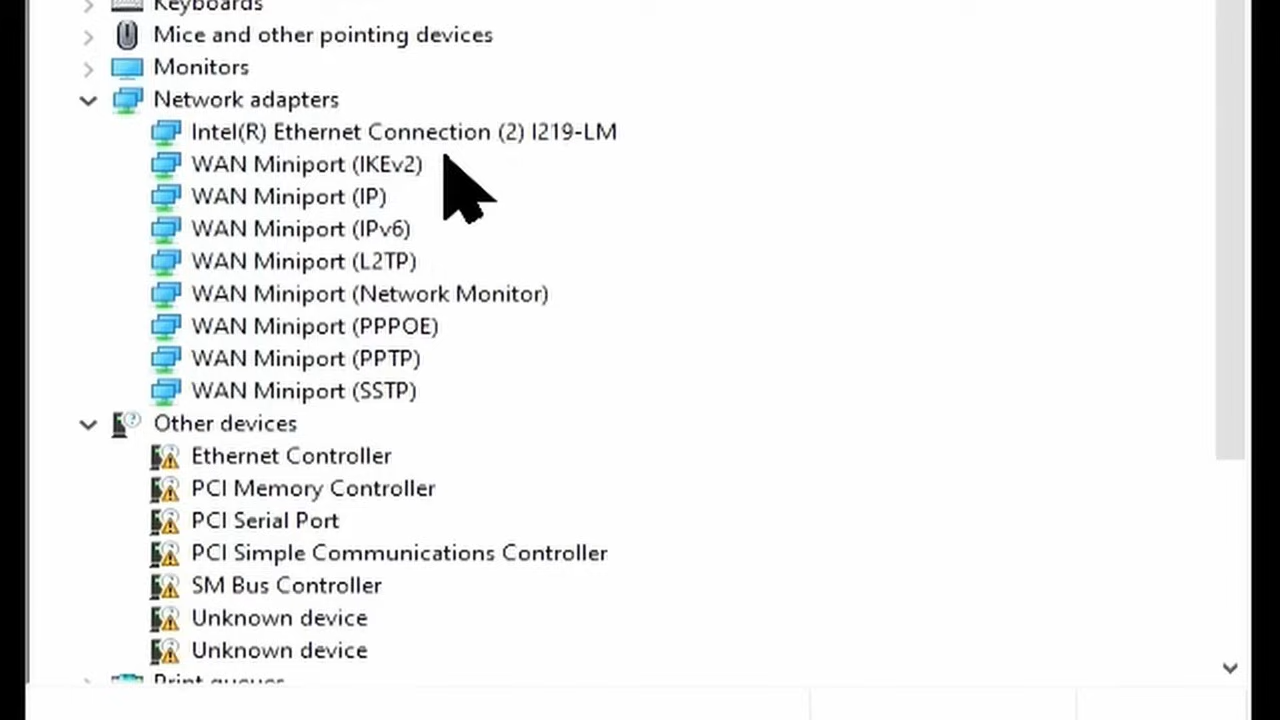 Keyboards
Mice and other pointing devices
Monitors
Network adapters
Intel(R) Ethernet Connection (2) I219-LM
WAN Miniport (IKEv2)
WAN Miniport (IP)
WAN Miniport (IPv6)
WAN Miniport (L2TP)
WAN Miniport (Network Monitor)
WAN Miniport (PPPOE)
WAN Miniport (PPTP)
WAN Miniport (SSTP)
Other devices
Ethernet Controller
PCI Memory Controller
PCI Serial Port
PCI Simple Communications Controller
SM Bus Controller
Unknown device
Unknown device
Print queues